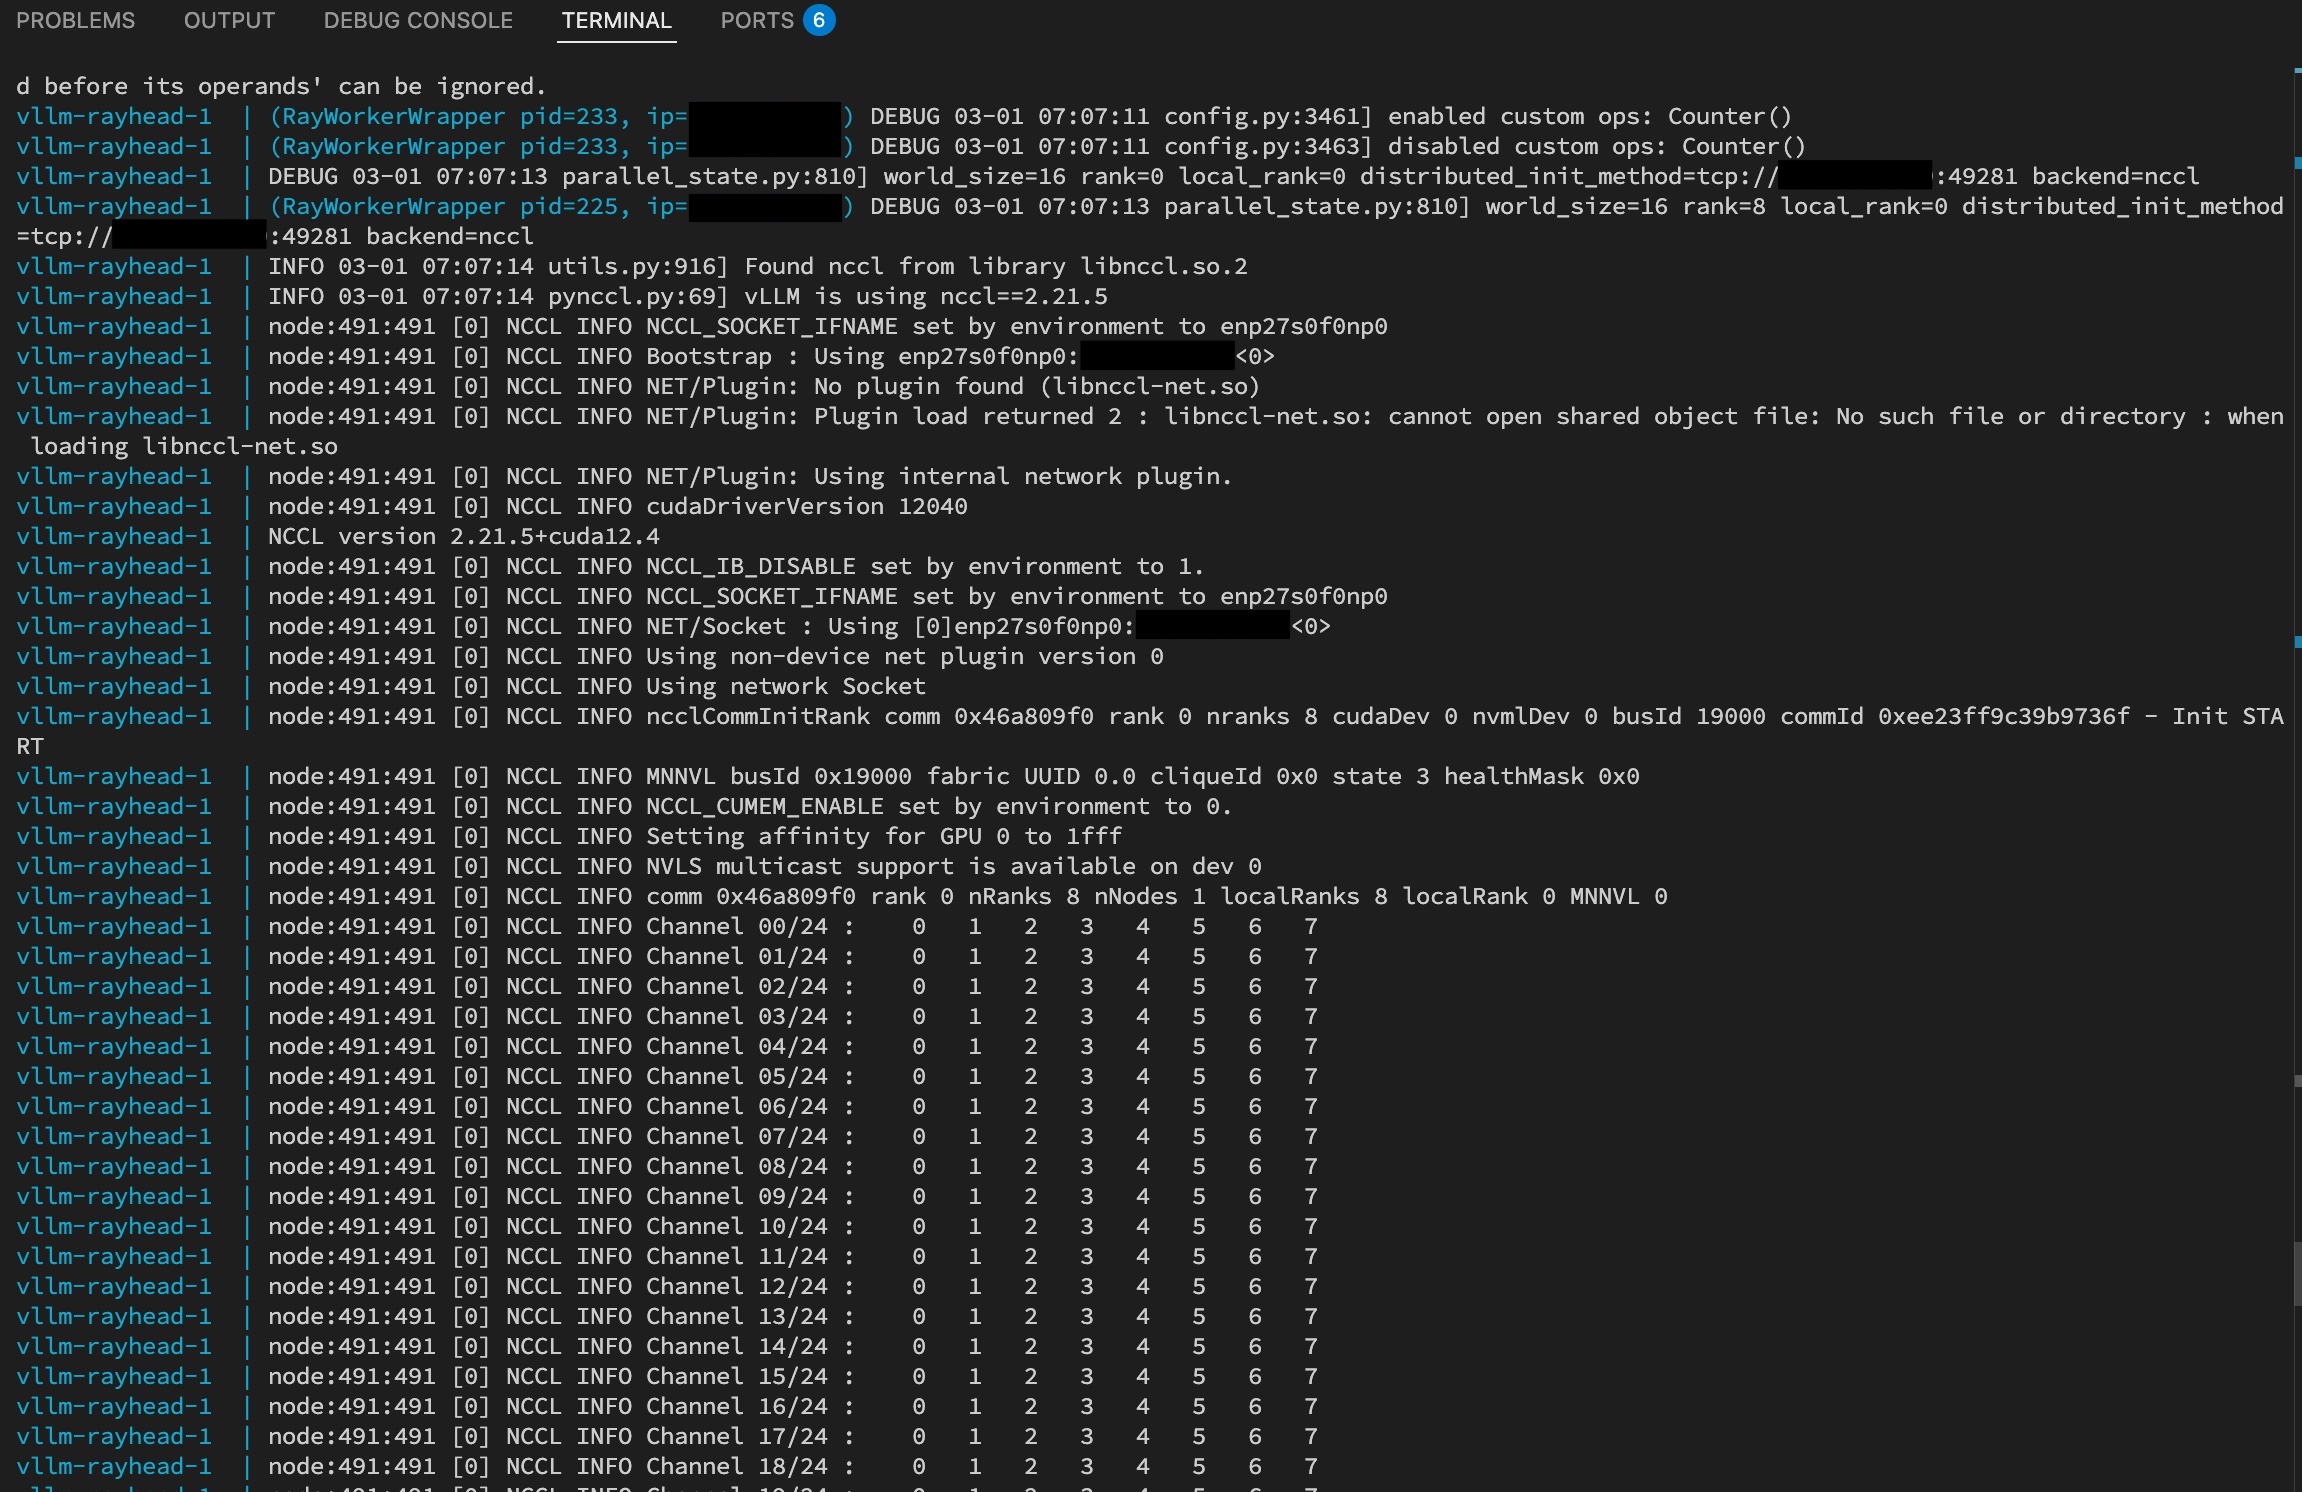 PROBLEMS OUTPUT DEBUG CONSOLE TERMINAL PORTS 6
d before its operands' can be ignored.
vllm-rayhead-1 | (RayWorkerWrapper pid=233, ip= ) DEBUG 03-01 07:07:11 config.py:3461] enabled custom ops: Counter()
vllm-rayhead-1 | (RayWorkerWrapper pid=233, ip= ) DEBUG 03-01 07:07:11 config.py:3463] disabled custom ops: Counter()
vllm-rayhead-1 | DEBUG 03-01 07:07:13 parallel_state.py:810] world_size=16 rank=0 local_rank=0 distributed_init_method=tcp:// :49281 backend=nccl
vllm-rayhead-1 | (RayWorkerWrapper pid=225, ip= ) DEBUG 03-01 07:07:13 parallel_state.py:810] world_size=16 rank=8 local_rank=0 distributed_init_method
=tcp:// :49281 backend=nccl
vllm-rayhead-1 | INFO 03-01 07:07:14 utils.py:916] Found nccl from library libnccl.so.2
vllm-rayhead-1 | INFO 03-01 07:07:14 pynccl.py:69] vLLM is using nccl==2.21.5
vllm-rayhead-1 | node:491:491 [0] NCCL INFO NCCL_SOCKET_IFNAME set by environment to enp27s0f0np0
vllm-rayhead-1 | node:491:491 [0] NCCL INFO Bootstrap : Using enp27s0f0np0: <0>
vllm-rayhead-1 | node:491:491 [0] NCCL INFO NET/Plugin: No plugin found (libnccl-net.so)
vllm-rayhead-1 | node:491:491 [0] NCCL INFO NET/Plugin: Plugin load returned 2 : libnccl-net.so: cannot open shared object file: No such file or directory : when
loading libnccl-net.so
vllm-rayhead-1 | node:491:491 [0] NCCL INFO NET/Plugin: Using internal network plugin.
vllm-rayhead-1 | node:491:491 [0] NCCL INFO cudaDriverVersion 12040
vllm-rayhead-1 | NCCL version 2.21.5+cuda12.4
vllm-rayhead-1 | node:491:491 [0] NCCL INFO NCCL_IB_DISABLE set by environment to 1.
vllm-rayhead-1 | node:491:491 [0] NCCL INFO NCCL_SOCKET_IFNAME set by environment to enp27s0f0np0
vllm-rayhead-1 | node:491:491 [0] NCCL INFO NET/Socket : Using [0]enp27s0f0np0: <0>
vllm-rayhead-1 | node:491:491 [0] NCCL INFO Using non-device net plugin version 0
vllm-rayhead-1 | node:491:491 [0] NCCL INFO Using network Socket
vllm-rayhead-1 | node:491:491 [0] NCCL INFO ncclCommInitRank comm 0x46a809f0 rank 0 nranks 8 cudaDev 0 nvmlDev 0 busId 19000 commId 0xee23ff9c39b9736f - Init STA
RT
vllm-rayhead-1 | node:491:491 [0] NCCL INFO MNNVL busId 0x19000 fabric UUID 0.0 cliqueId 0x0 state 3 healthMask 0x0
vllm-rayhead-1 | node:491:491 [0] NCCL INFO NCCL_CUMEM_ENABLE set by environment to 0.
vllm-rayhead-1 | node:491:491 [0] NCCL INFO Setting affinity for GPU 0 to 1fff
vllm-rayhead-1 | node:491:491 [0] NCCL INFO NVLS multicast support is available on dev 0
vllm-rayhead-1 | node:491:491 [0] NCCL INFO comm 0x46a809f0 rank 0 nRanks 8 nNodes 1 localRanks 8 localRank 0 MNNVL 0
vllm-rayhead-1 | node:491:491 [0] NCCL INFO Channel 00/24 : 0 1 2 3 4 5 6 7
vllm-rayhead-1 | node:491:491 [0] NCCL INFO Channel 01/24 : 0 1 2 3 4 5 6 7
vllm-rayhead-1 | node:491:491 [0] NCCL INFO Channel 02/24 : 0 1 2 3 4 5 6 7
vllm-rayhead-1 | node:491:491 [0] NCCL INFO Channel 03/24 : 0 1 2 3 4 5 6 7
vllm-rayhead-1 | node:491:491 [0] NCCL INFO Channel 04/24 : 0 1 2 3 4 5 6 7
vllm-rayhead-1 | node:491:491 [0] NCCL INFO Channel 05/24 : 0 1 2 3 4 5 6 7
vllm-rayhead-1 | node:491:491 [0] NCCL INFO Channel 06/24 : 0 1 2 3 4 5 6 7
vllm-rayhead-1 | node:491:491 [0] NCCL INFO Channel 07/24 : 0 1 2 3 4 5 6 7
vllm-rayhead-1 | node:491:491 [0] NCCL INFO Channel 08/24 : 0 1 2 3 4 5 6 7
vllm-rayhead-1 | node:491:491 [0] NCCL INFO Channel 09/24 : 0 1 2 3 4 5 6 7
vllm-rayhead-1 | node:491:491 [0] NCCL INFO Channel 10/24 : 0 1 2 3 4 5 6 7
vllm-rayhead-1 | node:491:491 [0] NCCL INFO Channel 11/24 : 0 1 2 3 4 5 6 7
vllm-rayhead-1 | node:491:491 [0] NCCL INFO Channel 12/24 : 0 1 2 3 4 5 6 7
vllm-rayhead-1 | node:491:491 [0] NCCL INFO Channel 13/24 : 0 1 2 3 4 5 6 7
vllm-rayhead-1 | node:491:491 [0] NCCL INFO Channel 14/24 : 0 1 2 3 4 5 6 7
vllm-rayhead-1 | node:491:491 [0] NCCL INFO Channel 15/24 : 0 1 2 3 4 5 6 7
vllm-rayhead-1 | node:491:491 [0] NCCL INFO Channel 16/24 : 0 1 2 3 4 5 6 7
vllm-rayhead-1 | node:491:491 [0] NCCL INFO Channel 17/24 : 0 1 2 3 4 5 6 7
vllm-rayhead-1 | node:491:491 [0] NCCL INFO Channel 18/24 : 0 1 2 3 4 5 6 7